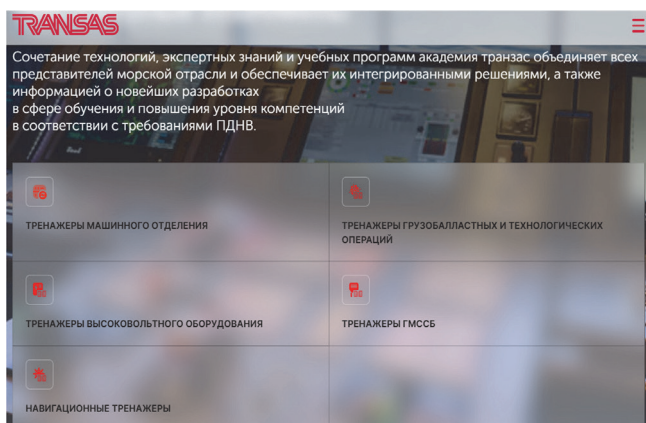 TRANSAS
Сочетание технологий, экспертных знаний и учебных программ академия транзас объединяет всех
представителей морской отрасли и обеспечивает их интегрированными решениями, а также
информацией о новейших разработках
в сфере обучения и повышения уровня компетенций
в соответствии с требованиями ПДНВ.
ТРЕНАЖЕРЫ МАШИННОГО ОТДЕЛЕНИЯ
ТРЕНАЖЕРЫ ГРУЗОБАЛЛАСТНЫХ И ТЕХНОЛОГИЧЕСКИХ
ОПЕРАЦИЙ
ТРЕНАЖЕРЫ ВЫСОКОВОЛЬТНОГО ОБОРУДОВАНИЯ
ТРЕНАЖЕРЫ ГМССБ
НАВИГАЦИОННЫЕ ТРЕНАЖЕРЫ